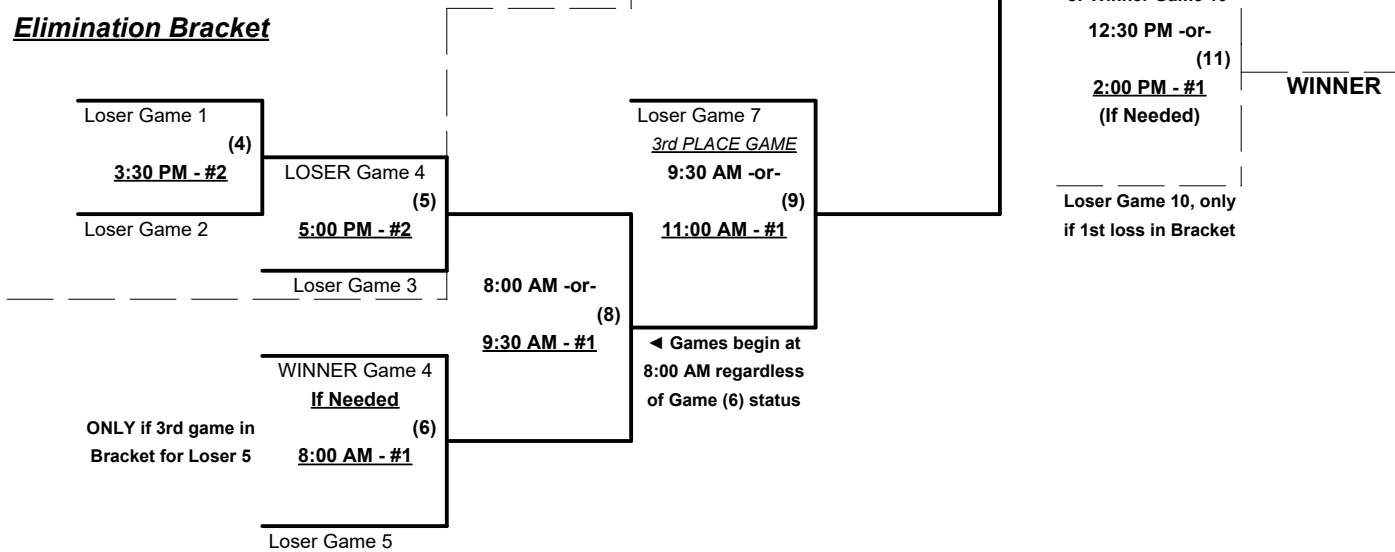 Elimination Bracket
Loser Game 1
(4)
3:30 PM - #2
Loser Game 2
LOSER Game 4
(5)
5:00 PM - #2
Loser Game 3
WINNER Game 4
If Needed
(6)
8:00 AM - #1
Loser Game 5
ONLY if 3rd game in
Bracket for Loser 5
8:00 AM -or-
(8)
9:30 AM - #1
◄ Games begin at
8:00 AM regardless
of Game (6) status
Loser Game 7
3rd PLACE GAME
9:30 AM -or-
(9)
11:00 AM - #1
12:30 PM -or-
(11)
2:00 PM - #1
(If Needed)
Loser Game 10, only
if 1st loss in Bracket
WINNER